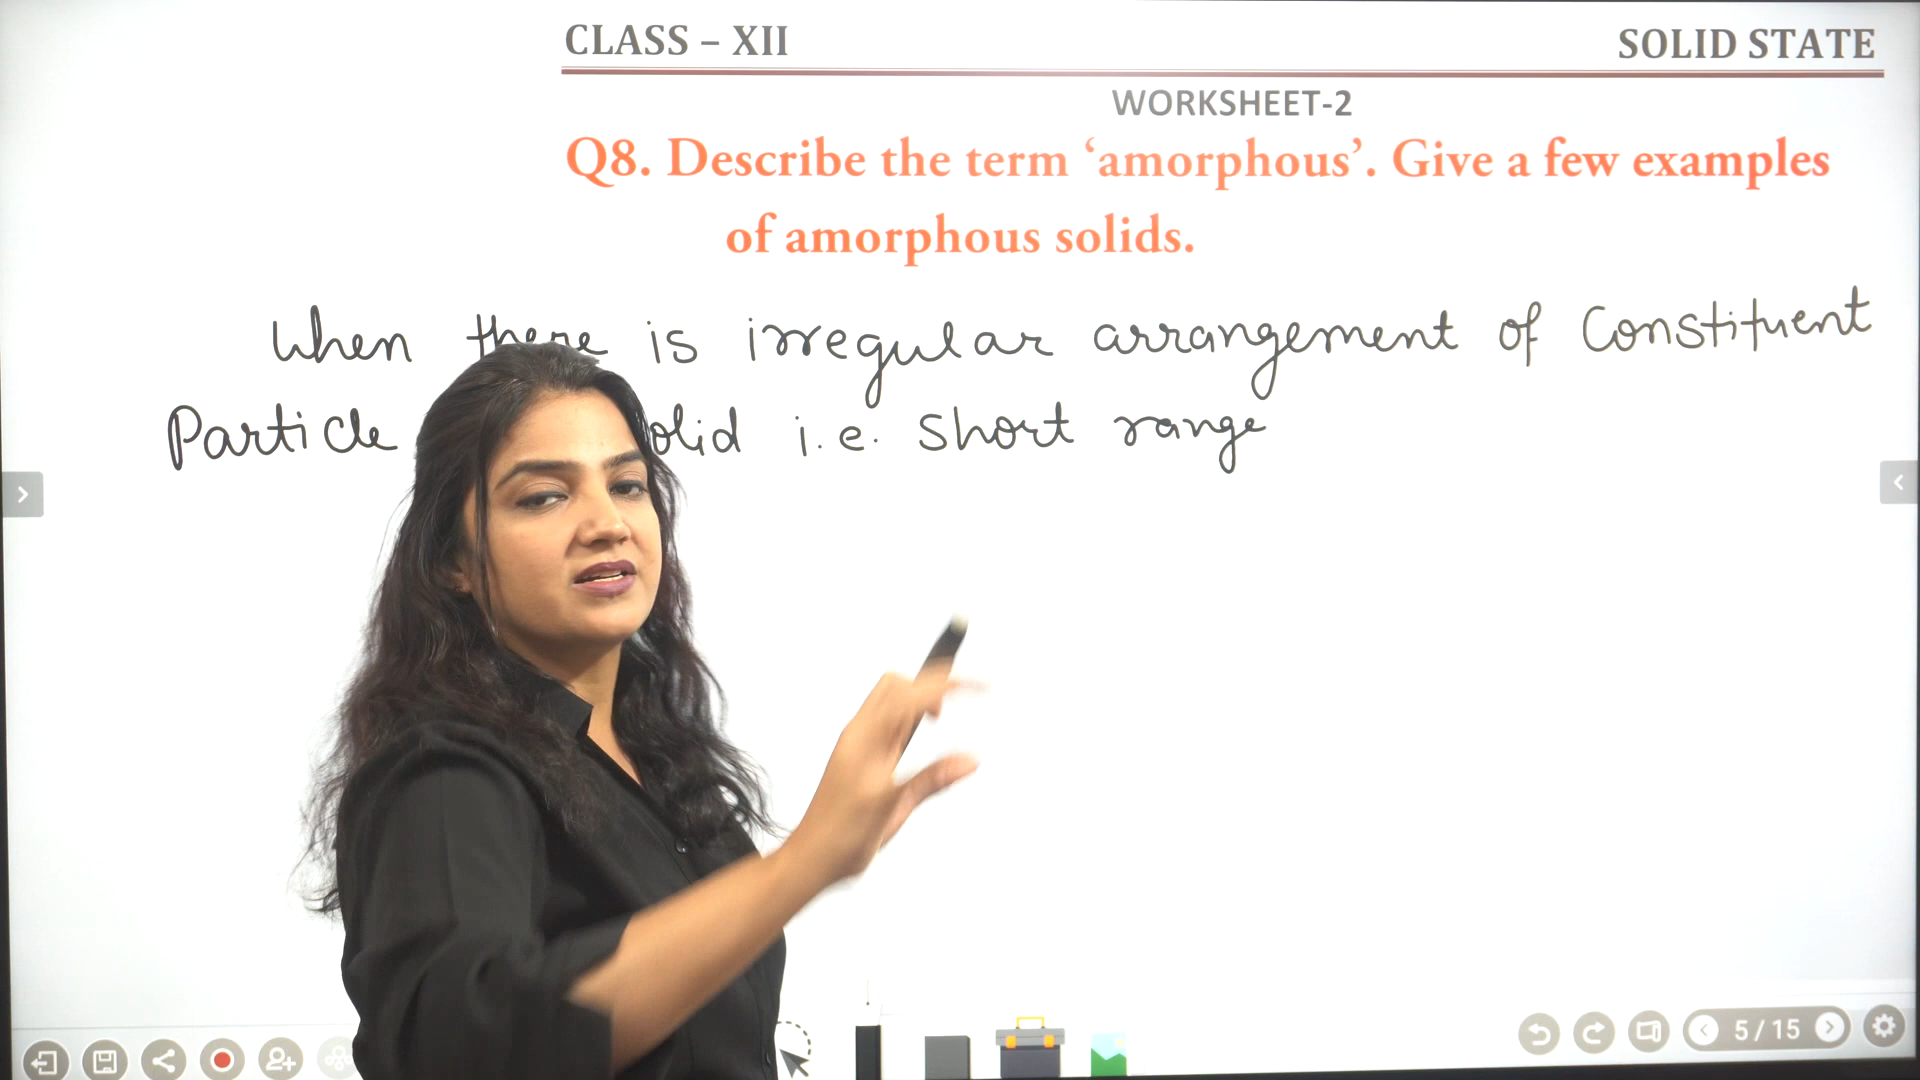 CLASS – XII
SOLID STATE
WORKSHEET-2
Q8. Describe the term ‘amorphous’. Give a few examples
of amorphous solids.
When there is irregular arrangement of Constituent
Particle olid i.e. short range
5 / 15